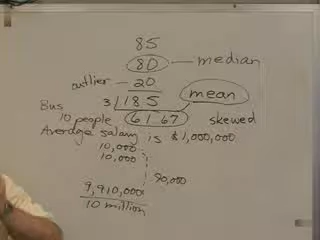 85
80 — median
outlier — 20
3 185 mean
Bus
10 people 61.67 skewed
Average salary is $1,000,000
10,000
10,000
90,000
9,910,000
10 million